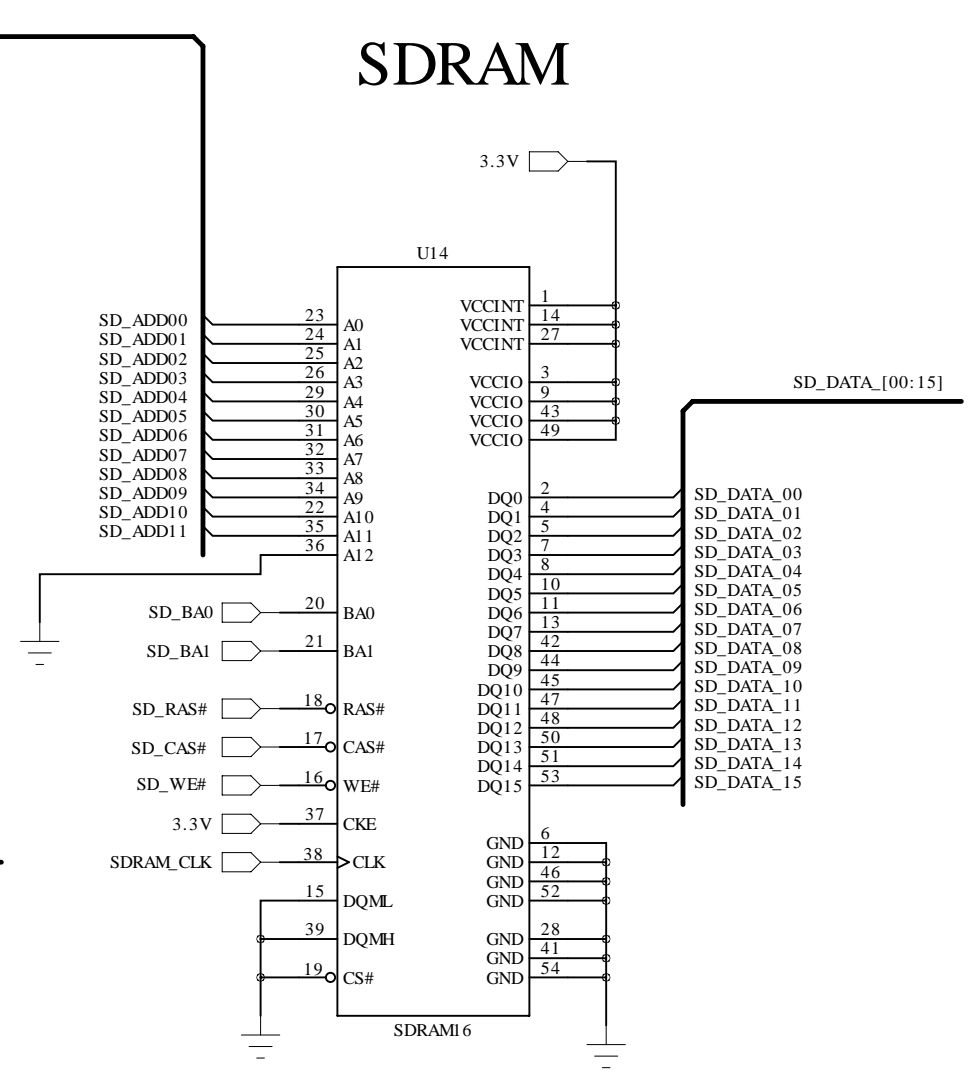 SDRAM
3.3V
U14
SD_ADD00 23 A0
SD_ADD01 24 A1
SD_ADD02 25 A2
SD_ADD03 26 A3
SD_ADD04 29 A4
SD_ADD05 30 A5
SD_ADD06 31 A6
SD_ADD07 32 A7
SD_ADD08 33 A8
SD_ADD09 34 A9
SD_ADD10 22 A10
SD_ADD11 35 A11
36 A12
SD_BA0 20 BA0
SD_BA1 21 BA1
SD_RAS# 18 RAS#
SD_CAS# 17 CAS#
SD_WE# 16 WE#
3.3V 37 CKE
SDRAM_CLK 38 CLK
15 DQML
39 DQMH
19 CS#
VCCINT 1
VCCINT 14
VCCINT 27
VCCIO 3
VCCIO 9
VCCIO 43
VCCIO 49
SD_DATA_[00:15]
DQ0 2 SD_DATA_00
DQ1 4 SD_DATA_01
DQ2 5 SD_DATA_02
DQ3 7 SD_DATA_03
DQ4 8 SD_DATA_04
DQ5 10 SD_DATA_05
DQ6 11 SD_DATA_06
DQ7 13 SD_DATA_07
DQ8 42 SD_DATA_08
DQ9 44 SD_DATA_09
DQ10 45 SD_DATA_10
DQ11 47 SD_DATA_11
DQ12 48 SD_DATA_12
DQ13 50 SD_DATA_13
DQ14 51 SD_DATA_14
DQ15 53 SD_DATA_15
GND 6
GND 12
GND 46
GND 52
GND 28
GND 41
GND 54
SDRAM16